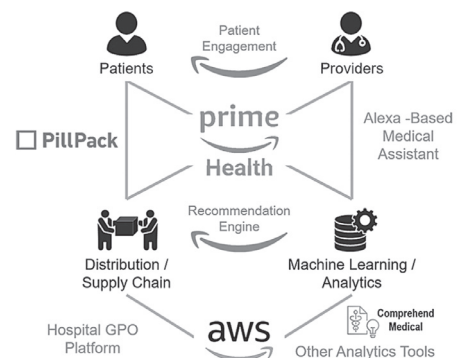 Patient
Engagement
Patients
Providers
PillPack
prime
Health
Alexa -Based
Medical
Assistant
Recommendation
Engine
Distribution /
Supply Chain
Machine Learning /
Analytics
Hospital GPO
Platform
aws
Comprehend
Medical
Other Analytics Tools